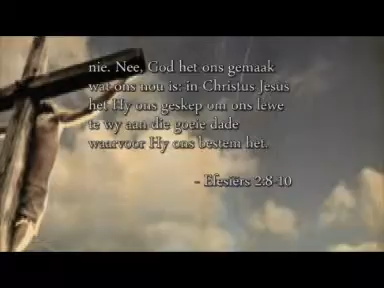 nie. Nee, God het ons gemaak
wat ons nou is: in Christus Jesus
het Hy ons geskep om ons lewe
te wy aan die goeie dade
waarvoor Hy ons bestem het.
- Efesiërs 2:8-10